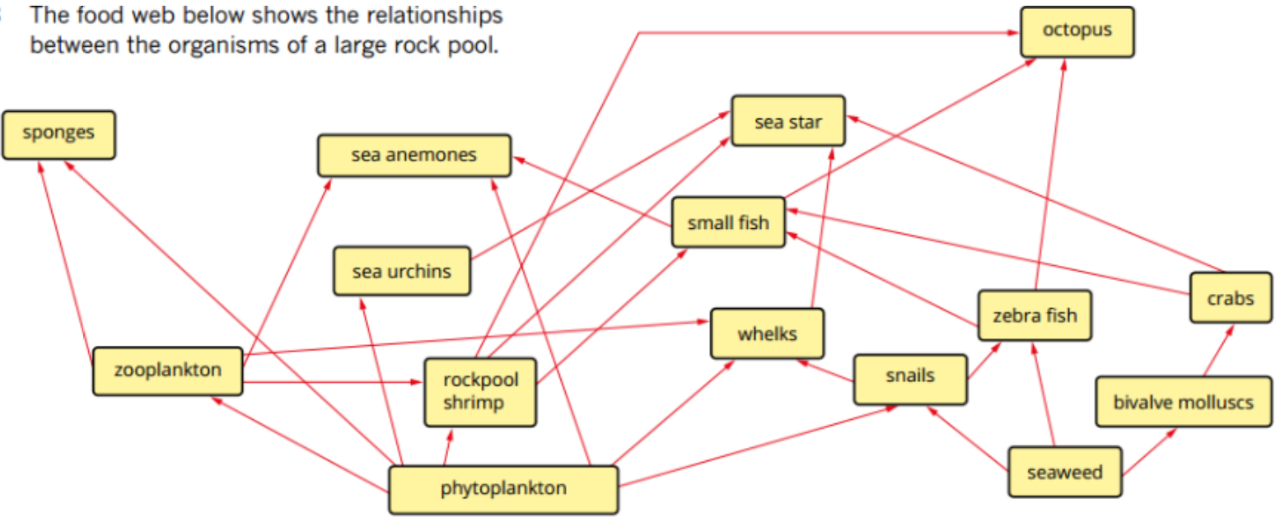 The food web below shows the relationships
between the organisms of a large rock pool.
octopus
sponges
sea star
sea anemones
small fish
sea urchins
crabs
zebra fish
whelks
zooplankton
rockpool
shrimp
snails
bivalve molluscs
seaweed
phytoplankton